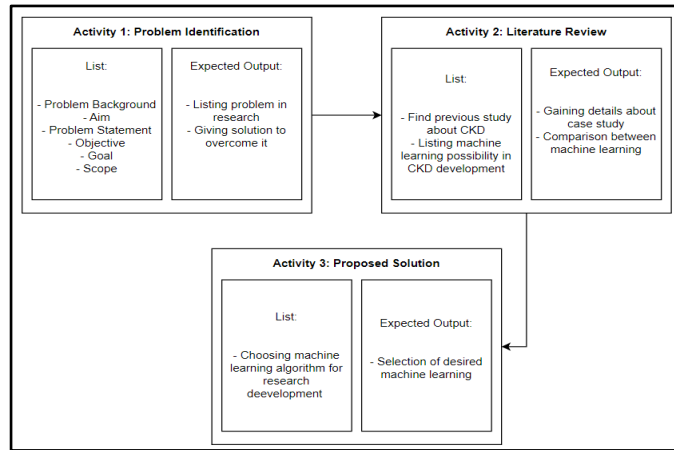 Activity 1: Problem Identification
List:
- Problem Background
- Aim
- Problem Statement
- Objective
- Goal
- Scope
Expected Output:
- Listing problem in
research
- Giving solution to
overcome it
Activity 2: Literature Review
List:
- Find previous study
about CKD
- Listing machine
learning possibility in
CKD development
Expected Output:
- Gaining details about
case study
- Comparison between
machine learning
Activity 3: Proposed Solution
List:
- Choosing machine
learning algorithm for
research
deevelopment
Expected Output:
- Selection of desired
machine learning